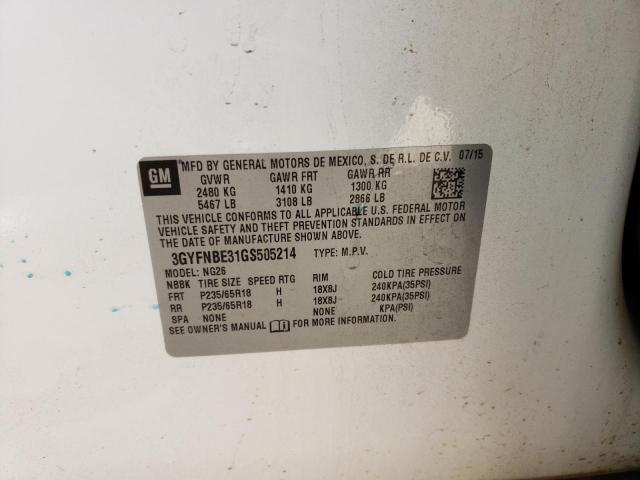 GM
MFD BY GENERAL MOTORS DE MEXICO, S. DE R.L. DE C.V. 07/15
GVWR GAWR FRT GAWR RR
2480 KG 1410 KG 1300 KG
5467 LB 3108 LB 2866 LB
THIS VEHICLE CONFORMS TO ALL APPLICABLE U.S. FEDERAL MOTOR
VEHICLE SAFETY AND THEFT PREVENTION STANDARDS IN EFFECT ON
THE DATE OF MANUFACTURE SHOWN ABOVE.
3GYFNBE31GS505214 TYPE: M.P.V.
MODEL: NG26
NBBK TIRE SIZE SPEED RTG RIM COLD TIRE PRESSURE
FRT P235/65R18 H 18X8J 240KPA(35PSI)
RR P235/65R18 H 18X8J 240KPA(35PSI)
SPA NONE NONE KPA(PSI)
SEE OWNER'S MANUAL FOR MORE INFORMATION.